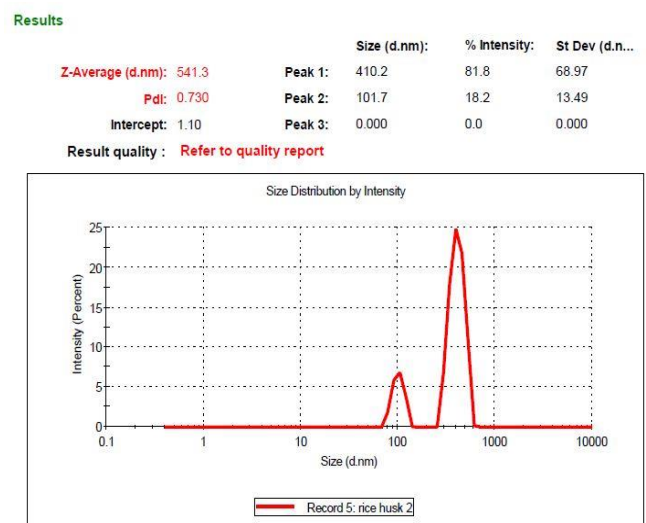 Results
Size (d.nm): % Intensity: St Dev (d.n...
Z-Average (d.nm): 541.3 Peak 1: 410.2 81.8 68.97
PdI: 0.730 Peak 2: 101.7 18.2 13.49
Intercept: 1.10 Peak 3: 0.000 0.0 0.000
Result quality : Refer to quality report
Size Distribution by Intensity
25
20
15
10
5
0
Intensity (Percent)
0.1 1 10 100 1000 10000
Size (d.nm)
Record 5: rice husk 2